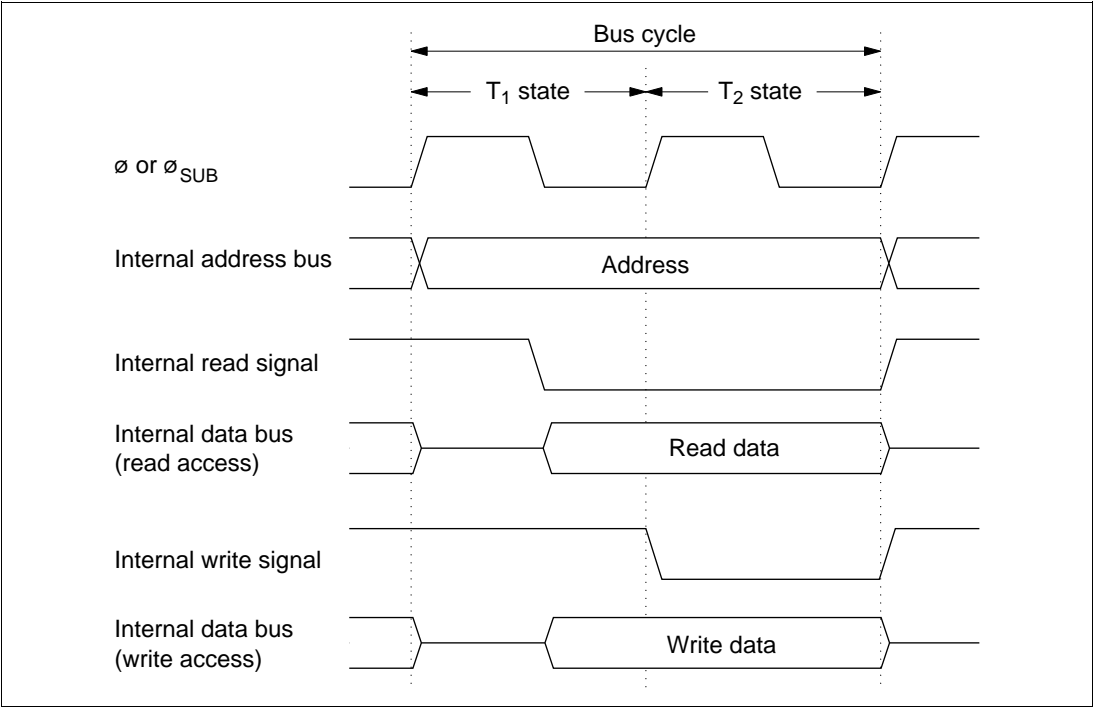 Bus cycle
T1 state
T2 state
ø or øSUB
Internal address bus
Address
Internal read signal
Internal data bus
(read access)
Read data
Internal write signal
Internal data bus
(write access)
Write data